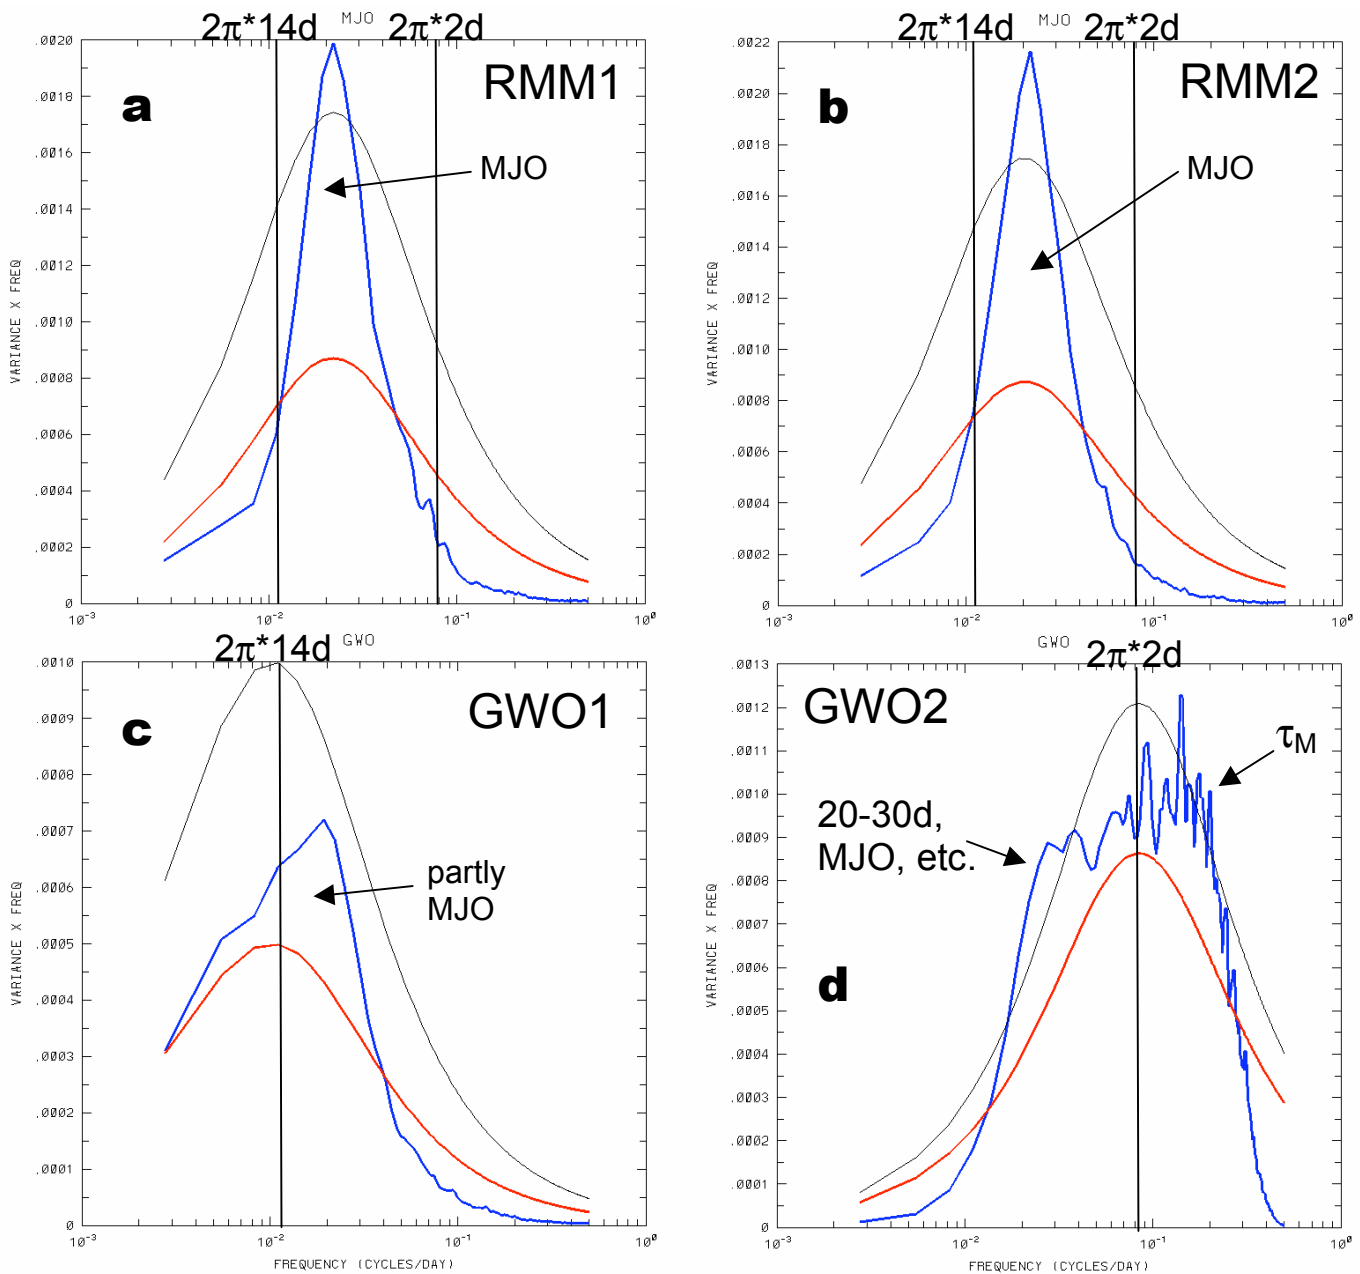 MJO
2π*14d 2π*2d
.0020
.0018
.0016
.0014
.0012
.0010
.0008
.0006
.0004
.0002
0
VARIANCE X FREQ
a
RMM1
MJO
10⁻³ 10⁻² 10⁻¹ 10⁰
MJO
2π*14d 2π*2d
.0022
.0020
.0018
.0016
.0014
.0012
.0010
.0008
.0006
.0004
.0002
0
VARIANCE X FREQ
b
RMM2
MJO
10⁻³ 10⁻² 10⁻¹ 10⁰
GWO
2π*14d
.0010
.0009
.0008
.0007
.0006
.0005
.0004
.0003
.0002
.0001
0
VARIANCE X FREQ
c
GWO1
partly
MJO
10⁻³ 10⁻² 10⁻¹ 10⁰
FREQUENCY (CYCLES/DAY)
GWO
2π*2d
.0013
.0012
.0011
.0010
.0009
.0008
.0007
.0006
.0005
.0004
.0003
.0002
.0001
0
VARIANCE X FREQ
GWO2
τM
20-30d,
MJO, etc.
d
10⁻³ 10⁻² 10⁻¹ 10⁰
FREQUENCY (CYCLES/DAY)